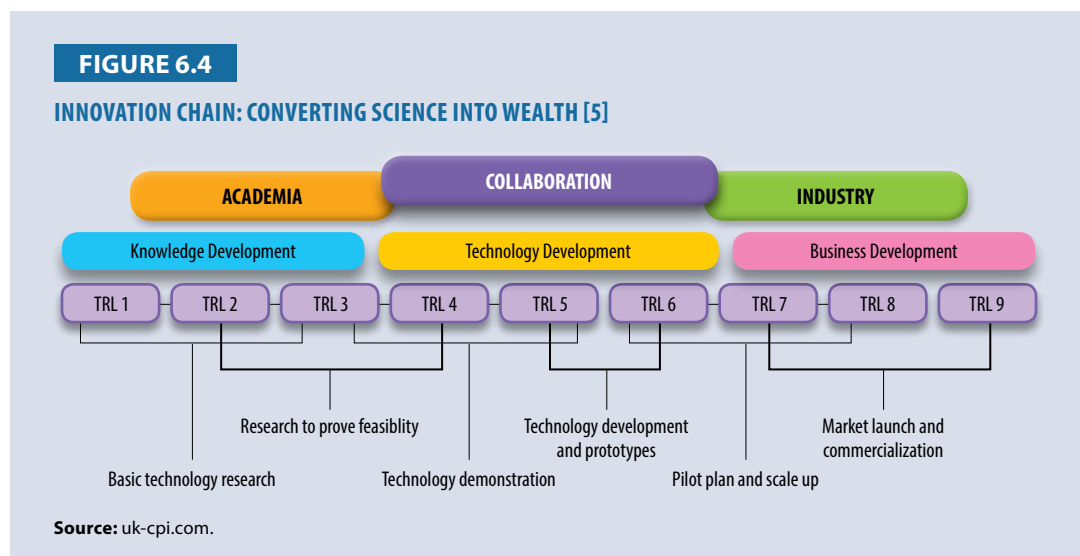 FIGURE 6.4
INNOVATION CHAIN: CONVERTING SCIENCE INTO WEALTH [5]
ACADEMIA
COLLABORATION
INDUSTRY
Knowledge Development
Technology Development
Business Development
TRL 1
TRL 2
TRL 3
TRL 4
TRL 5
TRL 6
TRL 7
TRL 8
TRL 9
Research to prove feasiblity
Technology development
and prototypes
Market launch and
commercialization
Basic technology research
Technology demonstration
Pilot plan and scale up
Source: uk-cpi.com.